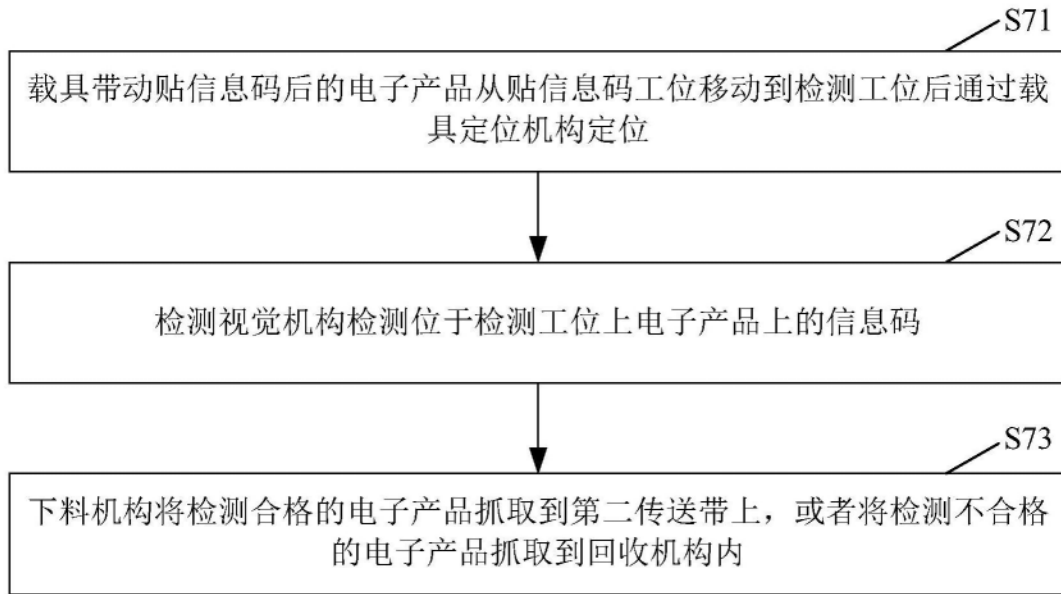 S71
载具带动贴信息码后的电子产品从贴信息码工位移动到检测工位后通过载
具定位机构定位
S72
检测视觉机构检测位于检测工位上电子产品上的信息码
S73
下料机构将检测合格的电子产品抓取到第二传送带上，或者将检测不合格
的电子产品抓取到回收机构内